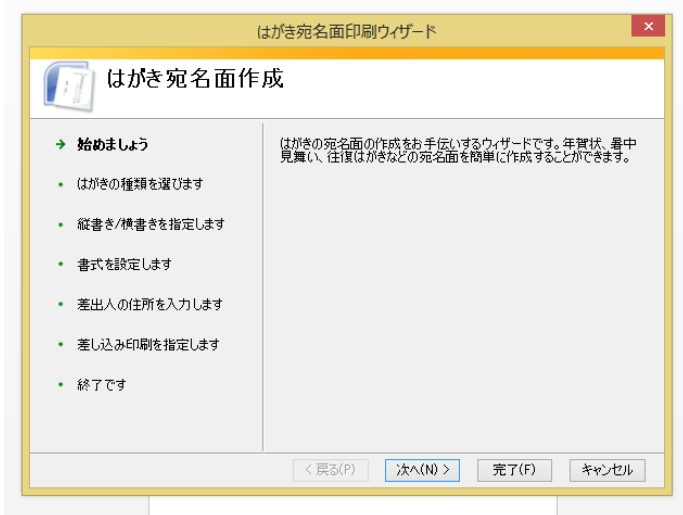 はがき宛名面印刷ウィザード
はがき宛名面作成
始めましょう
はがきの種類を選びます
縦書き/横書きを指定します
書式を設定します
差出人の住所を入力します
差し込み印刷を指定します
終了です
はがきの宛名面の作成をお手伝いするウィザードです。年賀状、暑中
見舞い、往復はがきなどの宛名面を簡単に作成することができます。
< 戻る(P)
次へ(N) >
完了(F)
キャンセル